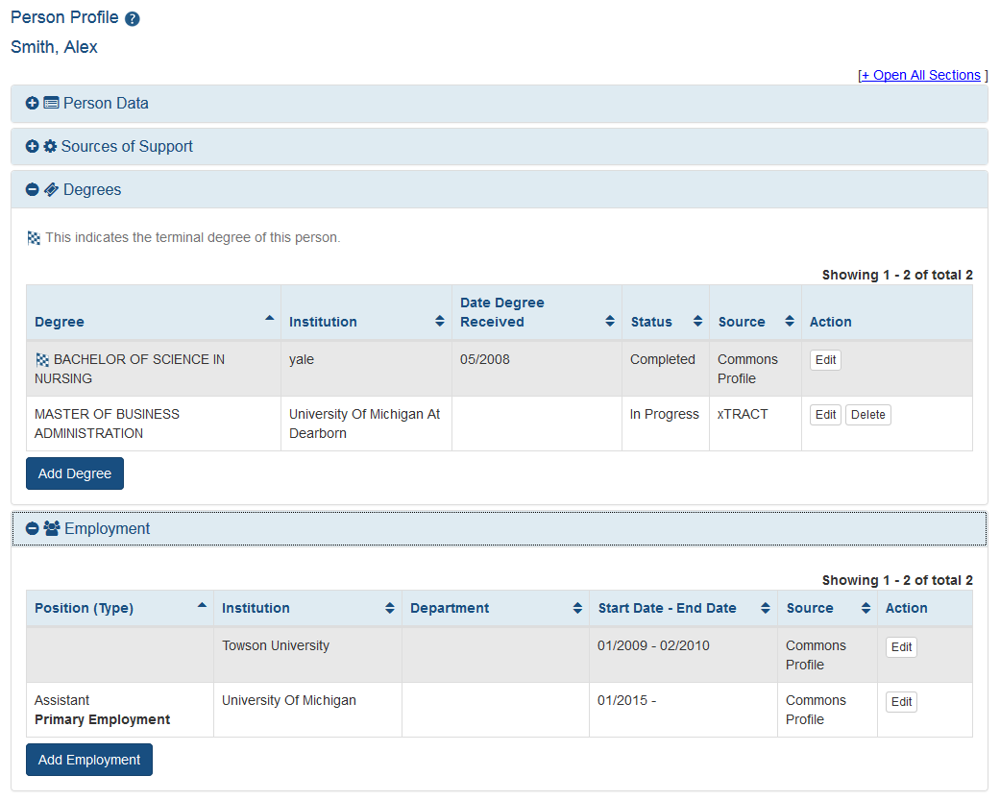 Person Profile ?
Smith, Alex
[+ Open All Sections ]
Person Data
Sources of Support
Degrees
This indicates the terminal degree of this person.
Showing 1 - 2 of total 2
Degree Institution Date Degree Received Status Source Action
BACHELOR OF SCIENCE IN NURSING yale 05/2008 Completed Commons Profile Edit
MASTER OF BUSINESS ADMINISTRATION University Of Michigan At Dearborn In Progress xTRACT Edit Delete
Add Degree
Employment
Showing 1 - 2 of total 2
Position (Type) Institution Department Start Date - End Date Source Action
Towson University 01/2009 - 02/2010 Commons Profile Edit
Assistant Primary Employment University Of Michigan 01/2015 - Commons Profile Edit
Add Employment